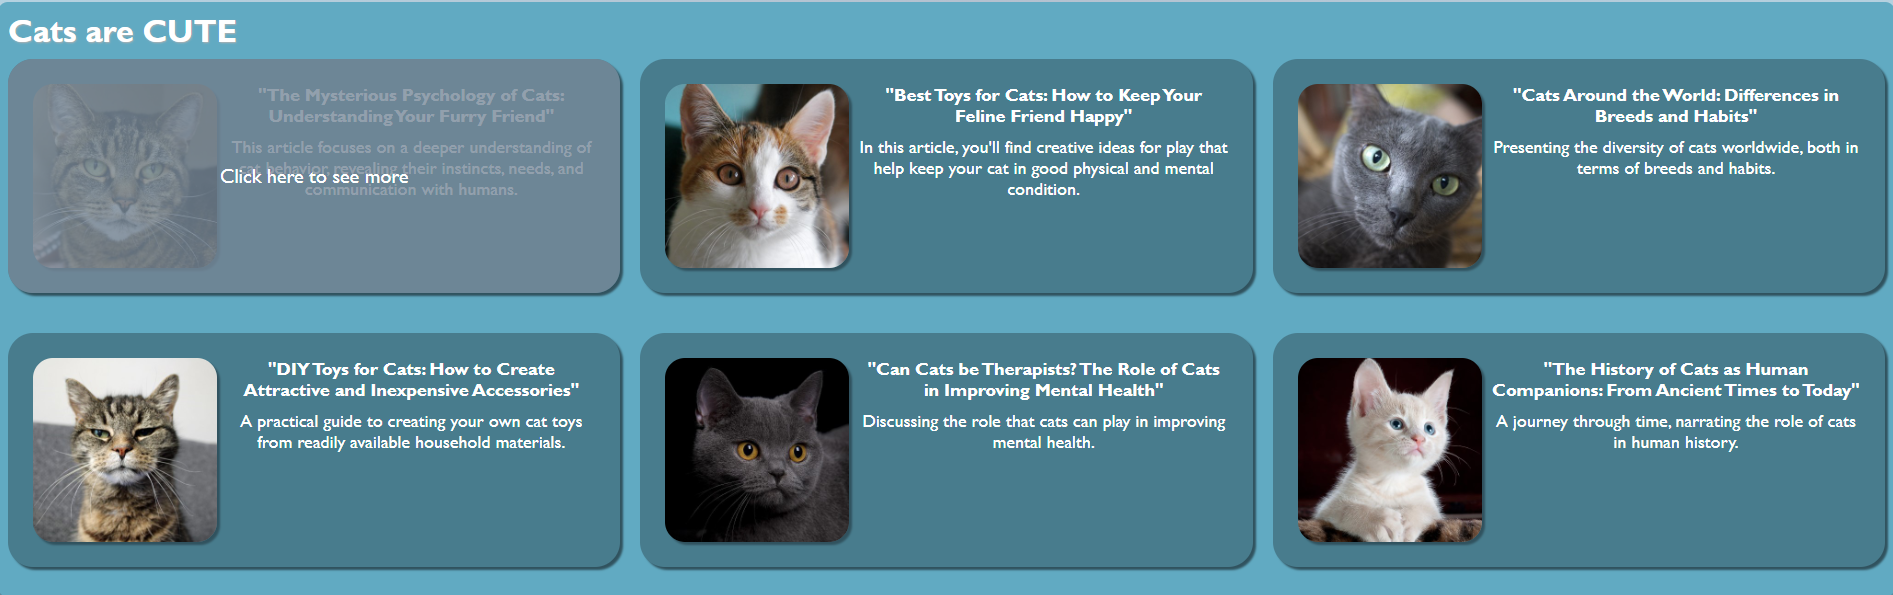 Cats are CUTE
"The Mysterious Psychology of Cats:
Understanding Your Furry Friend"
This article focuses on a deeper understanding of
cat behavior, revealing their instincts, needs, and
Click here to see more
communication with humans.
"Best Toys for Cats: How to Keep Your
Feline Friend Happy"
In this article, you'll find creative ideas for play that
help keep your cat in good physical and mental
condition.
"Cats Around the World: Differences in
Breeds and Habits"
Presenting the diversity of cats worldwide, both in
terms of breeds and habits.
"DIY Toys for Cats: How to Create
Attractive and Inexpensive Accessories"
A practical guide to creating your own cat toys
from readily available household materials.
"Can Cats be Therapists? The Role of Cats
in Improving Mental Health"
Discussing the role that cats can play in improving
mental health.
"The History of Cats as Human
Companions: From Ancient Times to Today"
A journey through time, narrating the role of cats
in human history.